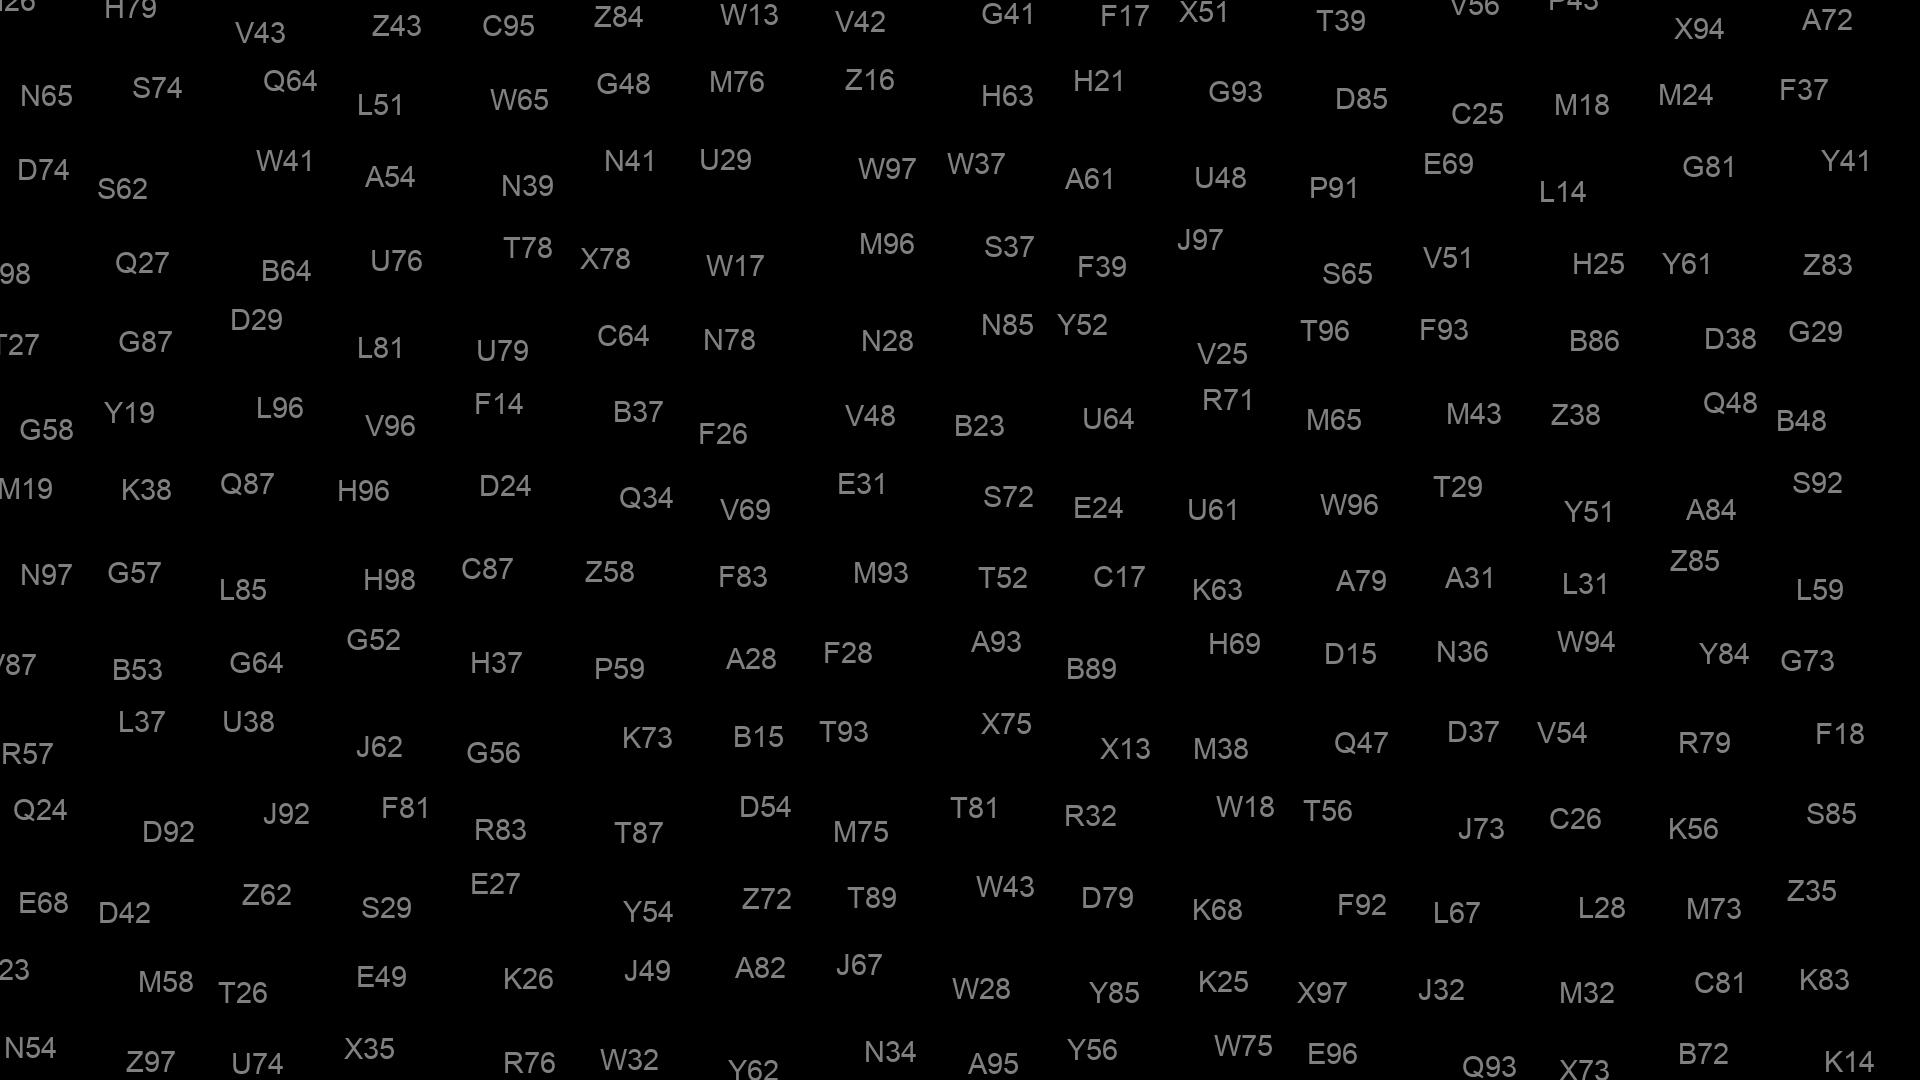 H79 V43 Z43 C95 Z84 W13 V42 G41 F17 X51 T39 V56 P43 X94 A72
N65 S74 Q64 L51 W65 G48 M76 Z16 H63 H21 G93 D85 C25 M18 M24 F37
D74 S62 W41 A54 N39 N41 U29 W97 W37 A61 U48 P91 E69 L14 G81 Y41
98 Q27 B64 U76 T78 X78 W17 M96 S37 F39 J97 S65 V51 H25 Y61 Z83
T27 G87 D29 L81 U79 C64 N78 N28 N85 Y52 V25 T96 F93 B86 D38 G29
G58 Y19 L96 V96 F14 B37 F26 V48 B23 U64 R71 M65 M43 Z38 Q48 B48
M19 K38 Q87 H96 D24 Q34 V69 E31 S72 E24 U61 W96 T29 Y51 A84 S92
N97 G57 L85 H98 C87 Z58 F83 M93 T52 C17 K63 A79 A31 L31 Z85 L59
87 B53 G64 G52 H37 P59 A28 F28 A93 B89 H69 D15 N36 W94 Y84 G73
R57 L37 U38 J62 G56 K73 B15 T93 X75 X13 M38 Q47 D37 V54 R79 F18
Q24 D92 J92 F81 R83 T87 D54 M75 T81 R32 W18 T56 J73 C26 K56 S85
E68 D42 Z62 S29 E27 Y54 Z72 T89 W43 D79 K68 F92 L67 L28 M73 Z35
23 M58 T26 E49 K26 J49 A82 J67 W28 Y85 K25 X97 J32 M32 C81 K83
N54 Z97 U74 X35 R76 W32 Y62 N34 A95 Y56 W75 E96 Q93 X73 B72 K14